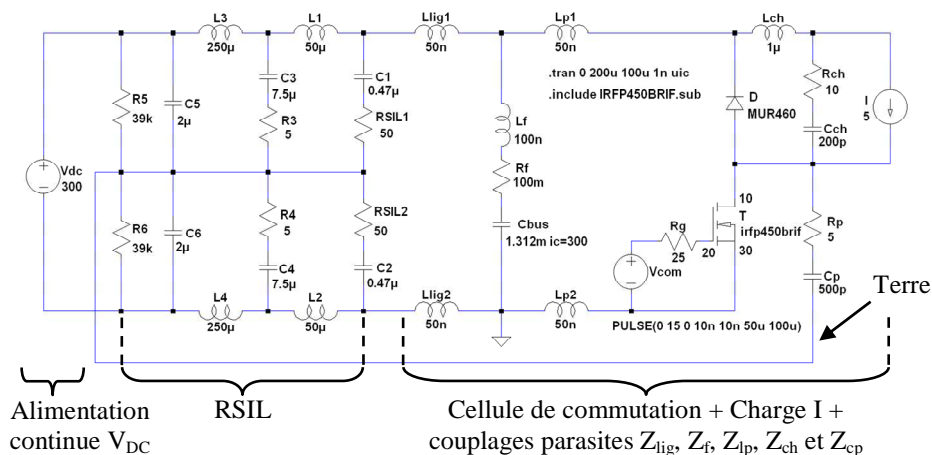 L3
250µ
L1
50µ
Llig1
50n
Lp1
50n
Lch
1µ
C3
7.5µ
C1
0.47µ
.tran 0 200u 100u 1n uic
.include IRFP450BRIF.sub
Rch
10
I
5
R5
39k
C5
2µ
R3
5
RSIL1
50
Lf
100n
D
MUR460
Cch
200p
Vdc
300
Rf
100m
R6
39k
C6
2µ
R4
5
RSIL2
50
Cbus
1.312m ic=300
Rg
25
10
T
irfp450brif
20
30
Rp
5
C4
7.5µ
C2
0.47µ
Vcom
Cp
500p
Terre
L4
250µ
L2
50µ
Llig2
50n
Lp2
50n
PULSE(0 15 0 10n 10n 50u 100u)
Alimentation
continue VDC
RSIL
Cellule de commutation + Charge I +
couplages parasites Zlig, Zf, Zlp, Zch et Zcp